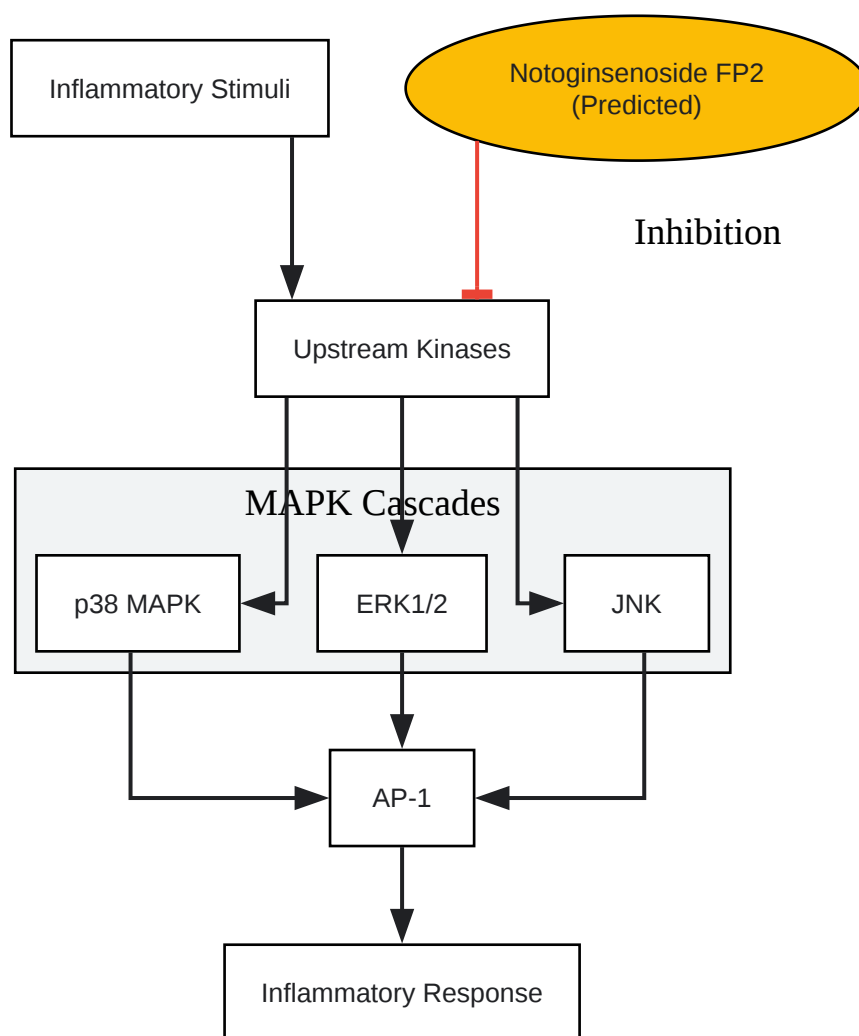 Inflammatory Stimuli
Notoginsenoside FP2
(Predicted)
Inhibition
Upstream Kinases
MAPK Cascades
p38 MAPK
ERK1/2
JNK
AP-1
Inflammatory Response